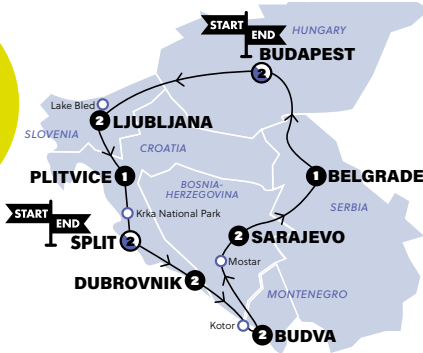 START
END
HUNGARY
BUDAPEST
2
Lake Bled
2 LJUBLJANA
SLOVENIA
CROATIA
PLITVICE 1
1 BELGRADE
BOSNIA-
HERZEGOVINA
SERBIA
Krka National Park
START
END
SPLIT 2
2 SARAJEVO
Mostar
DUBROVNIK 2
MONTENEGRO
Kotor
2 BUDVA